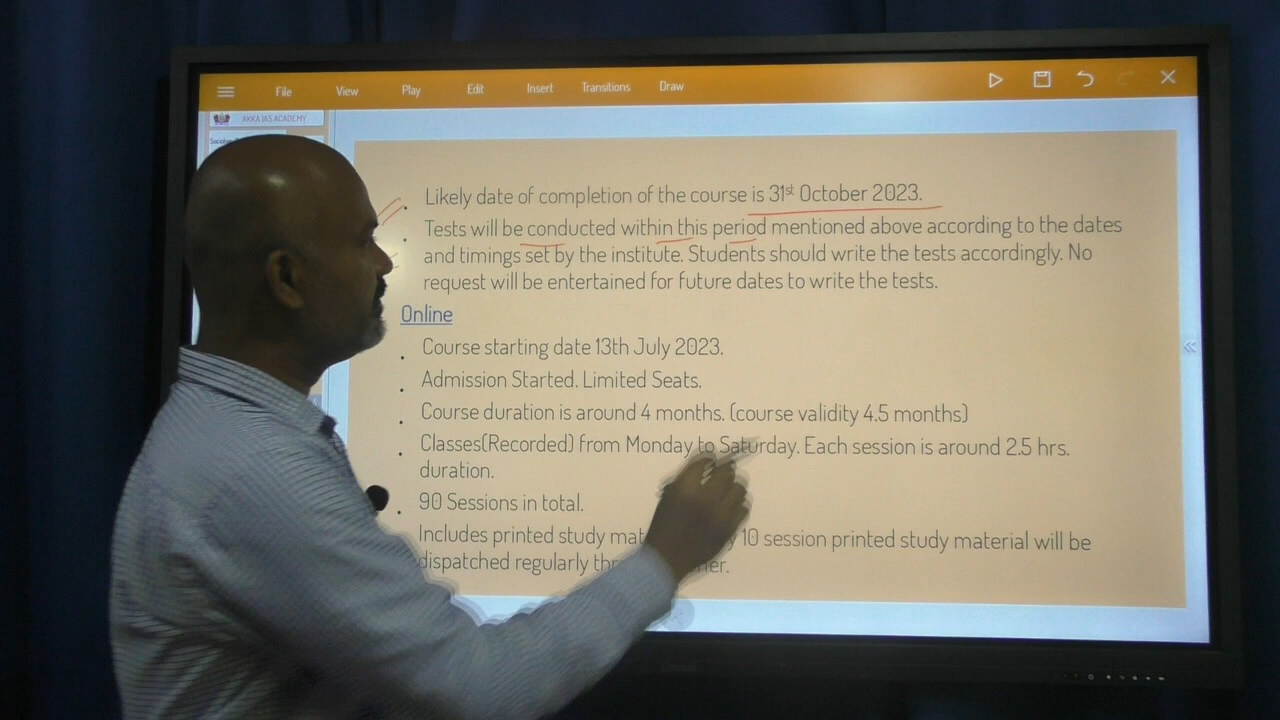 File View Play Edit Insert Transitions Draw
AKKA IAS ACADEMY
Likely date of completion of the course is 31st October 2023.
Tests will be conducted within this period mentioned above according to the dates
and timings set by the institute. Students should write the tests accordingly. No
request will be entertained for future dates to write the tests.
Online
Course starting date 13th July 2023.
Admission Started. Limited Seats.
Course duration is around 4 months. (course validity 4.5 months)
Classes(Recorded) from Monday to Saturday. Each session is around 2.5 hrs.
duration.
90 Sessions in total.
Includes printed study 10 session printed study material will be
dispatched regularly